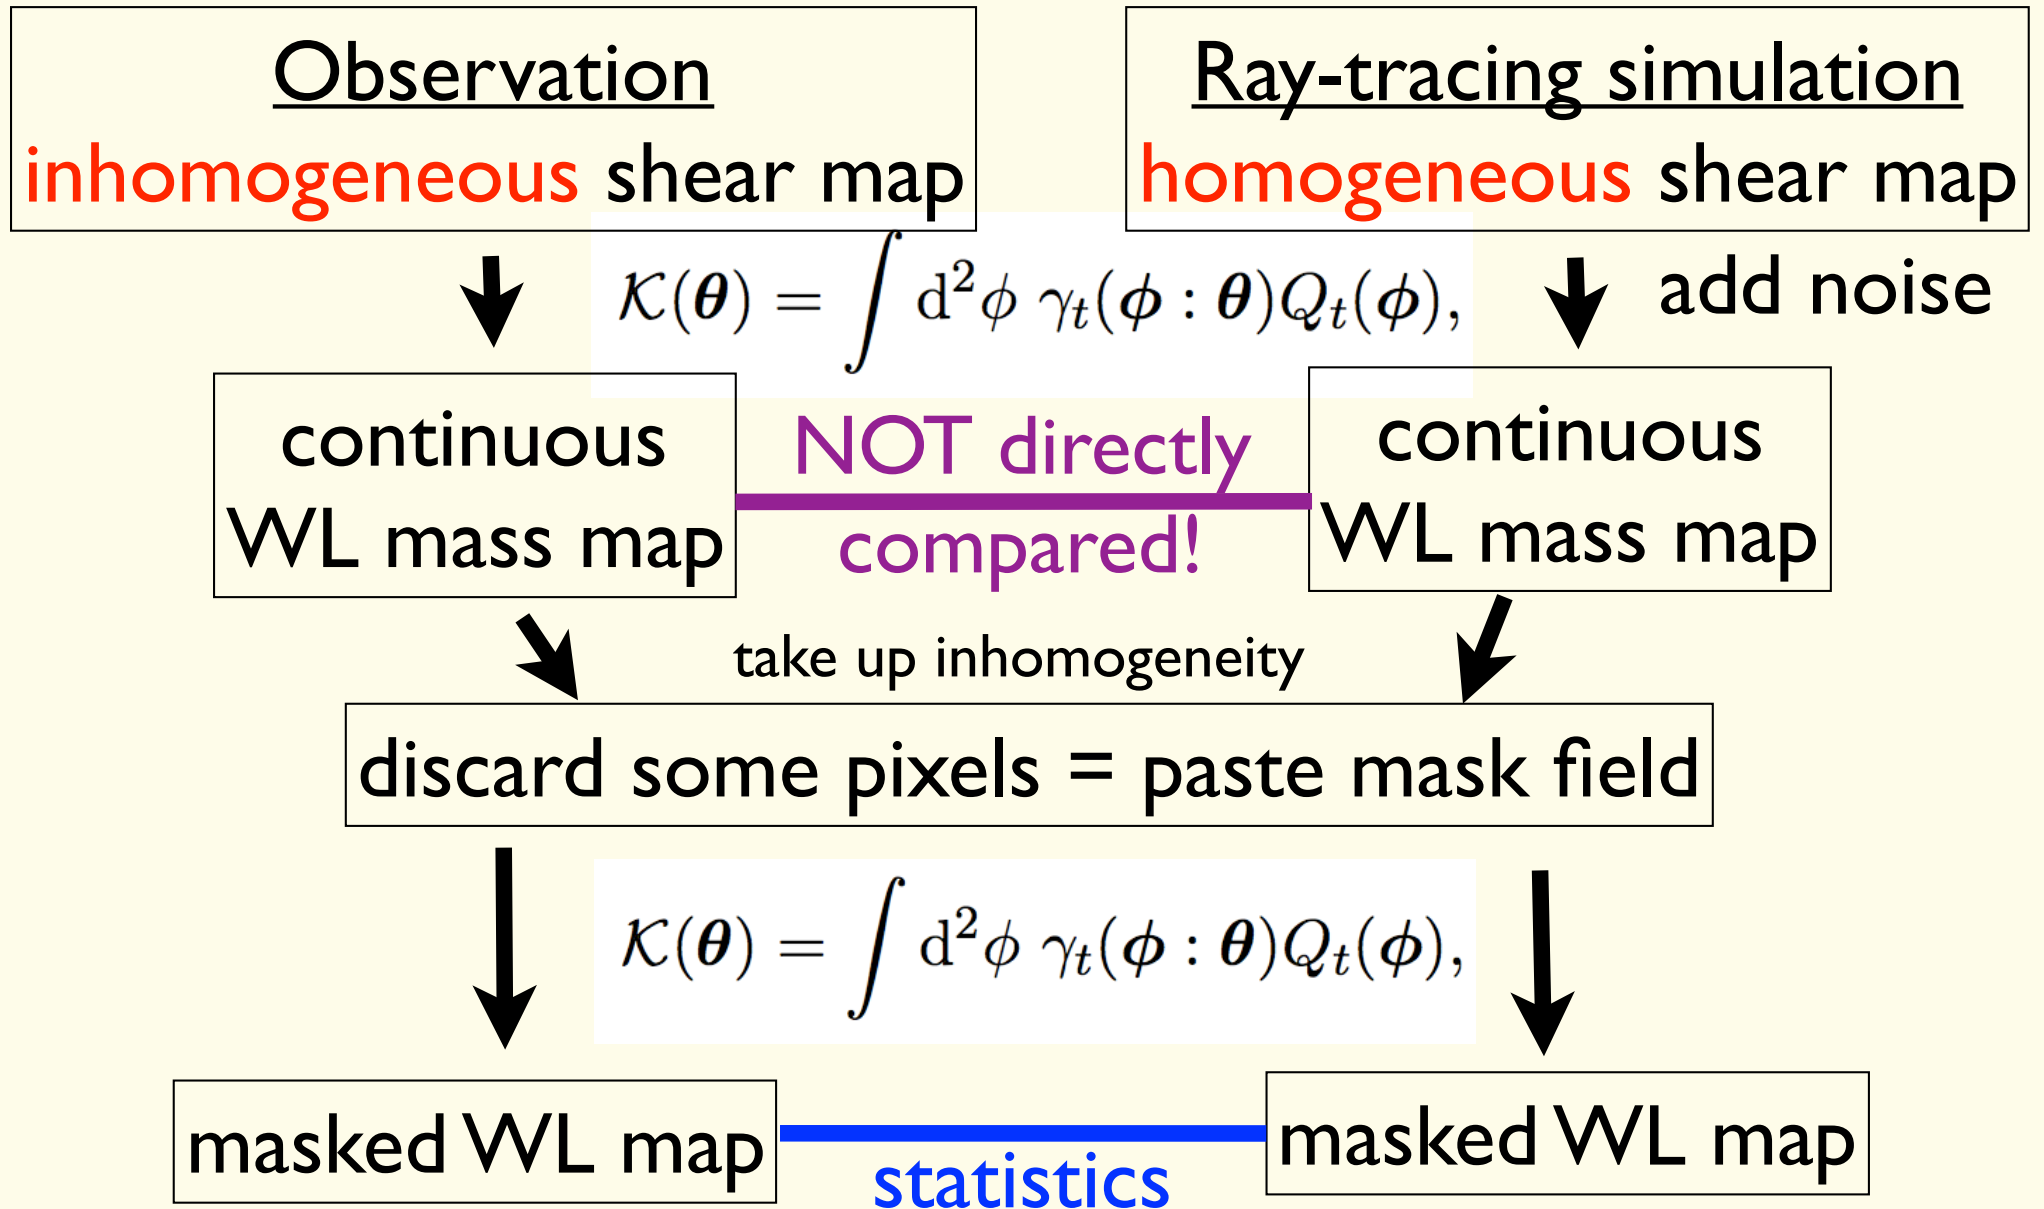 Observation
inhomogeneous shear map
Ray-tracing simulation
homogeneous shear map
𝒦(𝜽) = ∫ d²ϕ γₜ(𝝓 : 𝜽)Qₜ(𝝓),
add noise
continuous
WL mass map
NOT directly
compared!
continuous
WL mass map
take up inhomogeneity
discard some pixels = paste mask field
𝒦(𝜽) = ∫ d²ϕ γₜ(𝝓 : 𝜽)Qₜ(𝝓),
masked WL map
statistics
masked WL map